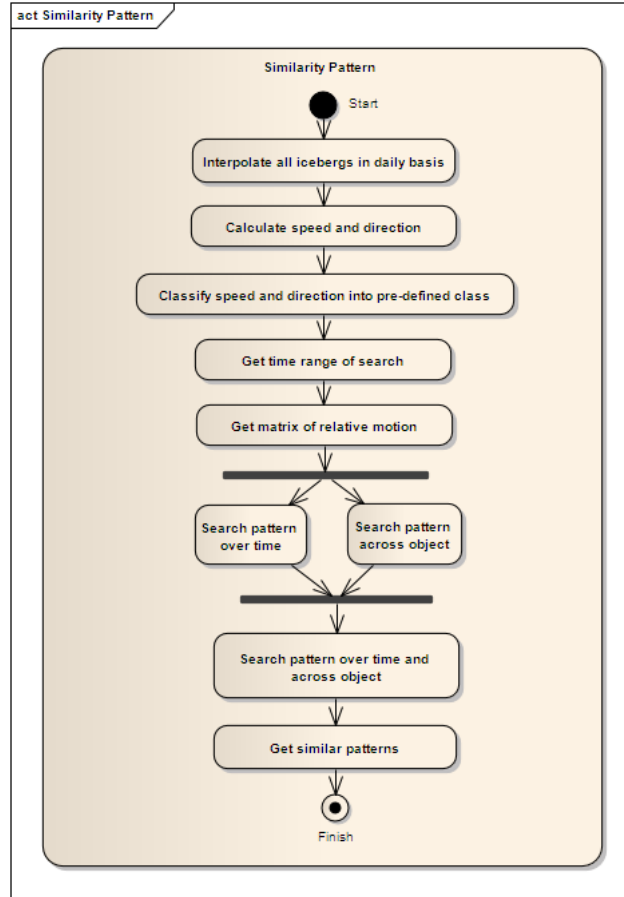 act Similarity Pattern
Similarity Pattern
Start
Interpolate all icebergs in daily basis
Calculate speed and direction
Classify speed and direction into pre-defined class
Get time range of search
Get matrix of relative motion
Search pattern
over time
Search pattern
across object
Search pattern over time and
across object
Get similar patterns
Finish